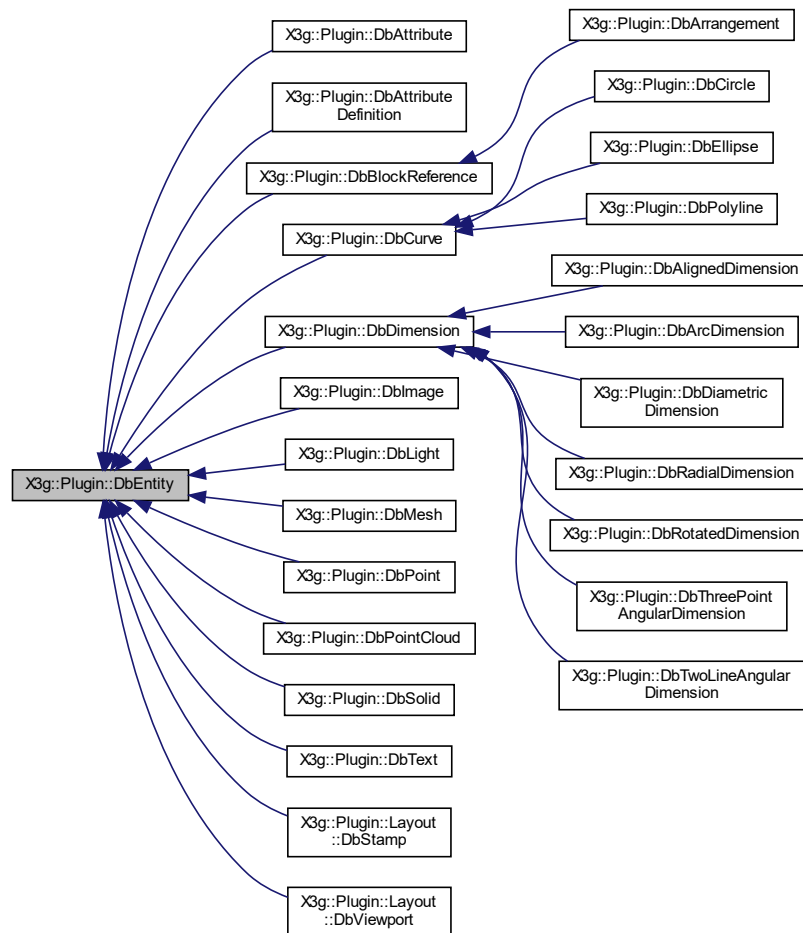 X3g::Plugin::DbEntity
X3g::Plugin::DbAttribute
X3g::Plugin::DbAttribute
Definition
X3g::Plugin::DbBlockReference
X3g::Plugin::DbArrangement
X3g::Plugin::DbCurve
X3g::Plugin::DbCircle
X3g::Plugin::DbEllipse
X3g::Plugin::DbPolyline
X3g::Plugin::DbDimension
X3g::Plugin::DbAlignedDimension
X3g::Plugin::DbArcDimension
X3g::Plugin::DbDiametric
Dimension
X3g::Plugin::DbRadialDimension
X3g::Plugin::DbRotatedDimension
X3g::Plugin::DbThreePoint
AngularDimension
X3g::Plugin::DbTwoLineAngular
Dimension
X3g::Plugin::DbImage
X3g::Plugin::DbLight
X3g::Plugin::DbMesh
X3g::Plugin::DbPoint
X3g::Plugin::DbPointCloud
X3g::Plugin::DbSolid
X3g::Plugin::DbText
X3g::Plugin::Layout
::DbStamp
X3g::Plugin::Layout
::DbViewport